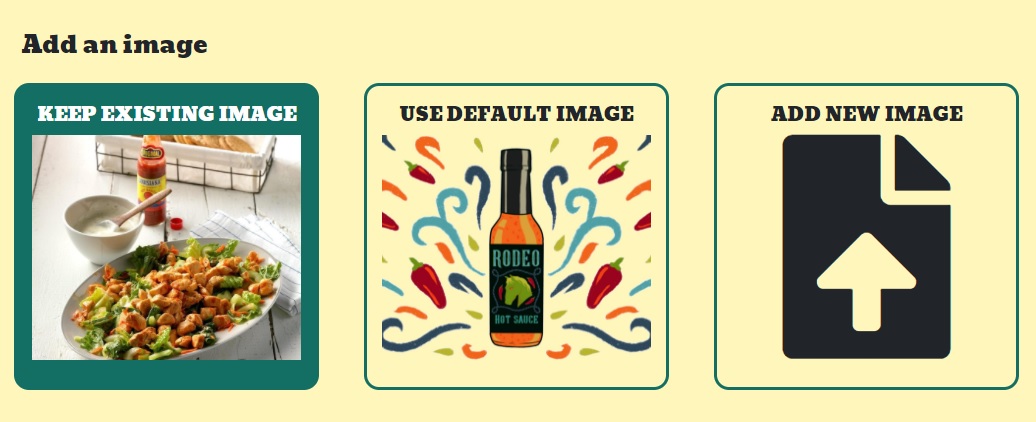 Add an image
KEEP EXISTING IMAGE
USE DEFAULT IMAGE
ADD NEW IMAGE
RODEO
HOT SAUCE